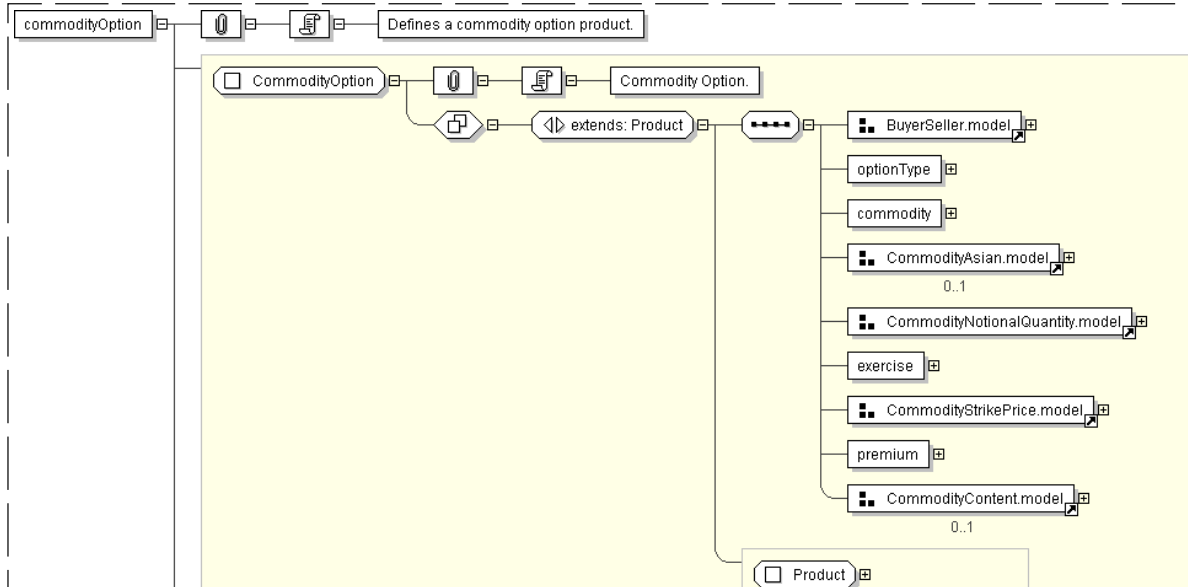 commodityOption Defines a commodity option product.
CommodityOption Commodity Option.
extends: Product BuyerSeller.model
optionType
commodity
CommodityAsian.model
0..1
CommodityNotionalQuantity.model
exercise
CommodityStrikePrice.model
premium
CommodityContent.model
0..1
Product